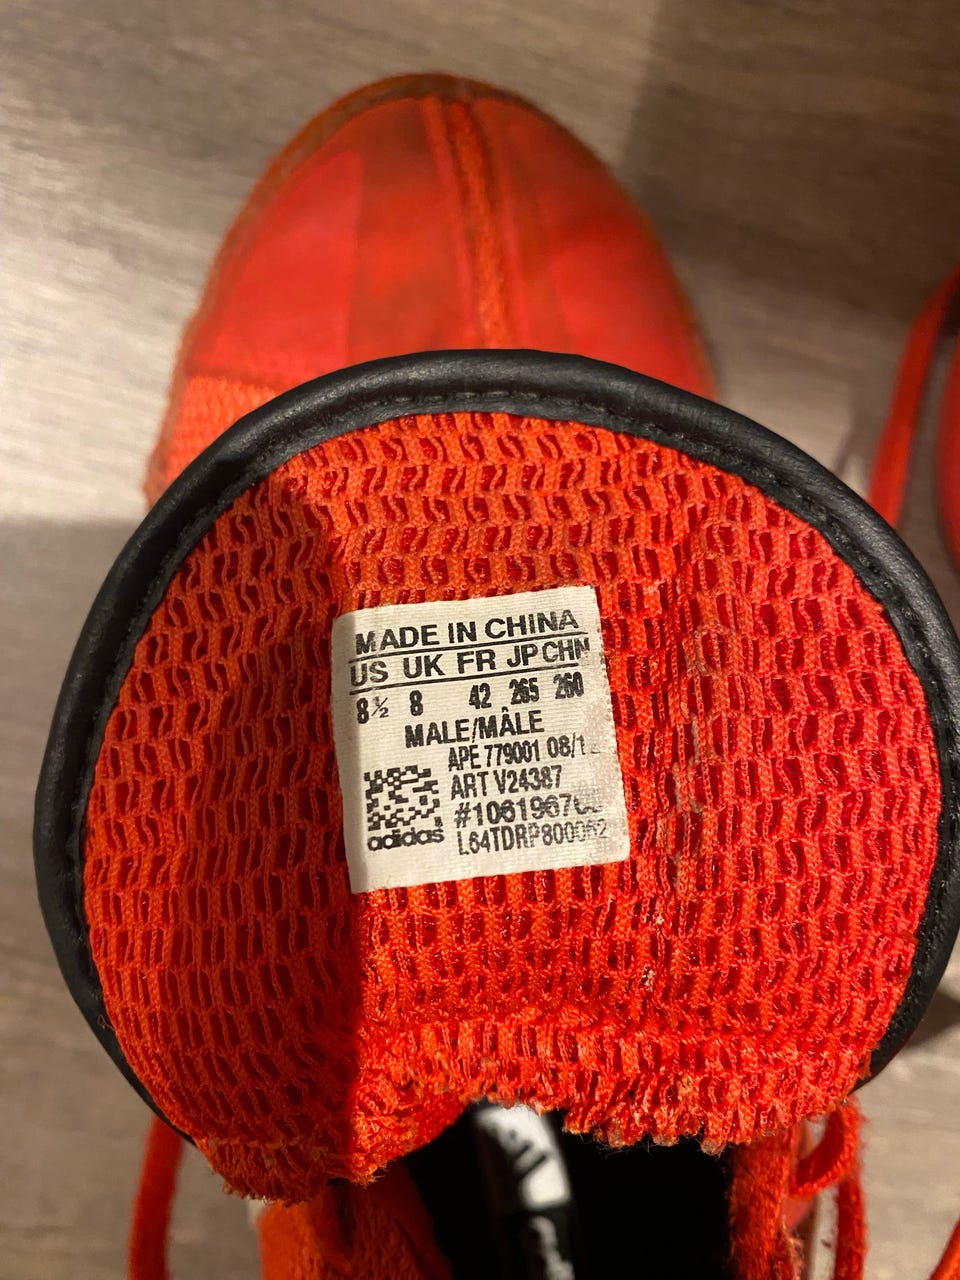 MADE IN CHINA
US UK FR JP CHN
8½ 8 42 265 260
MALE/MÂLE
APE 779001
ART V24387
adidas